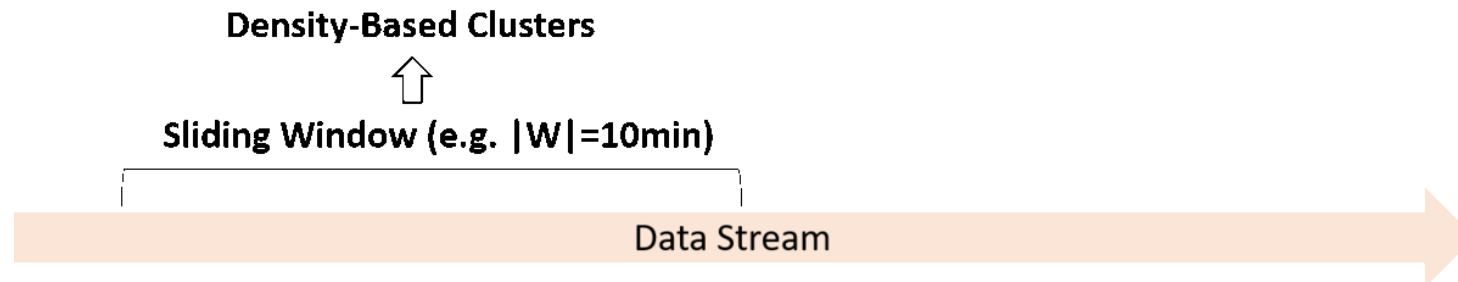 Density-Based Clusters
Sliding Window (e.g. |W|=10min)
Data Stream